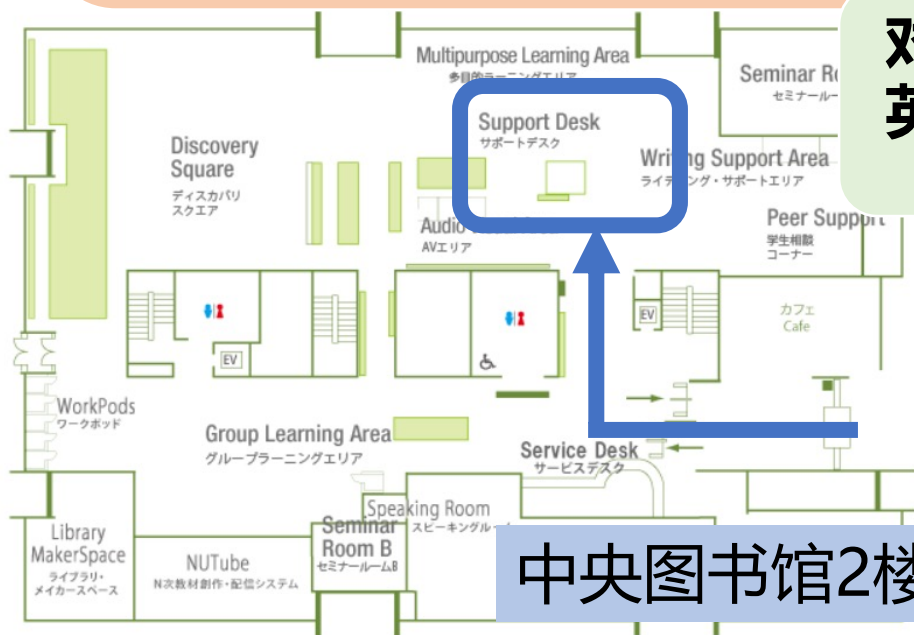 Multipurpose Learning Area
多目的ラーニングエリア
Seminar
セミナールー
对
英
Support Desk
サポートデスク
Discovery
Square
ディスカバリ
スクエア
Writing Support Area
ライティング・サポートエリア
Peer Support
学生相談
コーナー
Audio
AVエリア
カフェ
Cafe
EV
EV
WorkPods
ワークポッド
Group Learning Area
グループラーニングエリア
Service Desk
サービスデスク
Speaking Room
スピーキングルーム
Seminar
Room B
セミナールームB
Library
MakerSpace
ライブラリ・
メイカースペース
NUTube
N次教材創作・配信システム
中央图书馆2楼